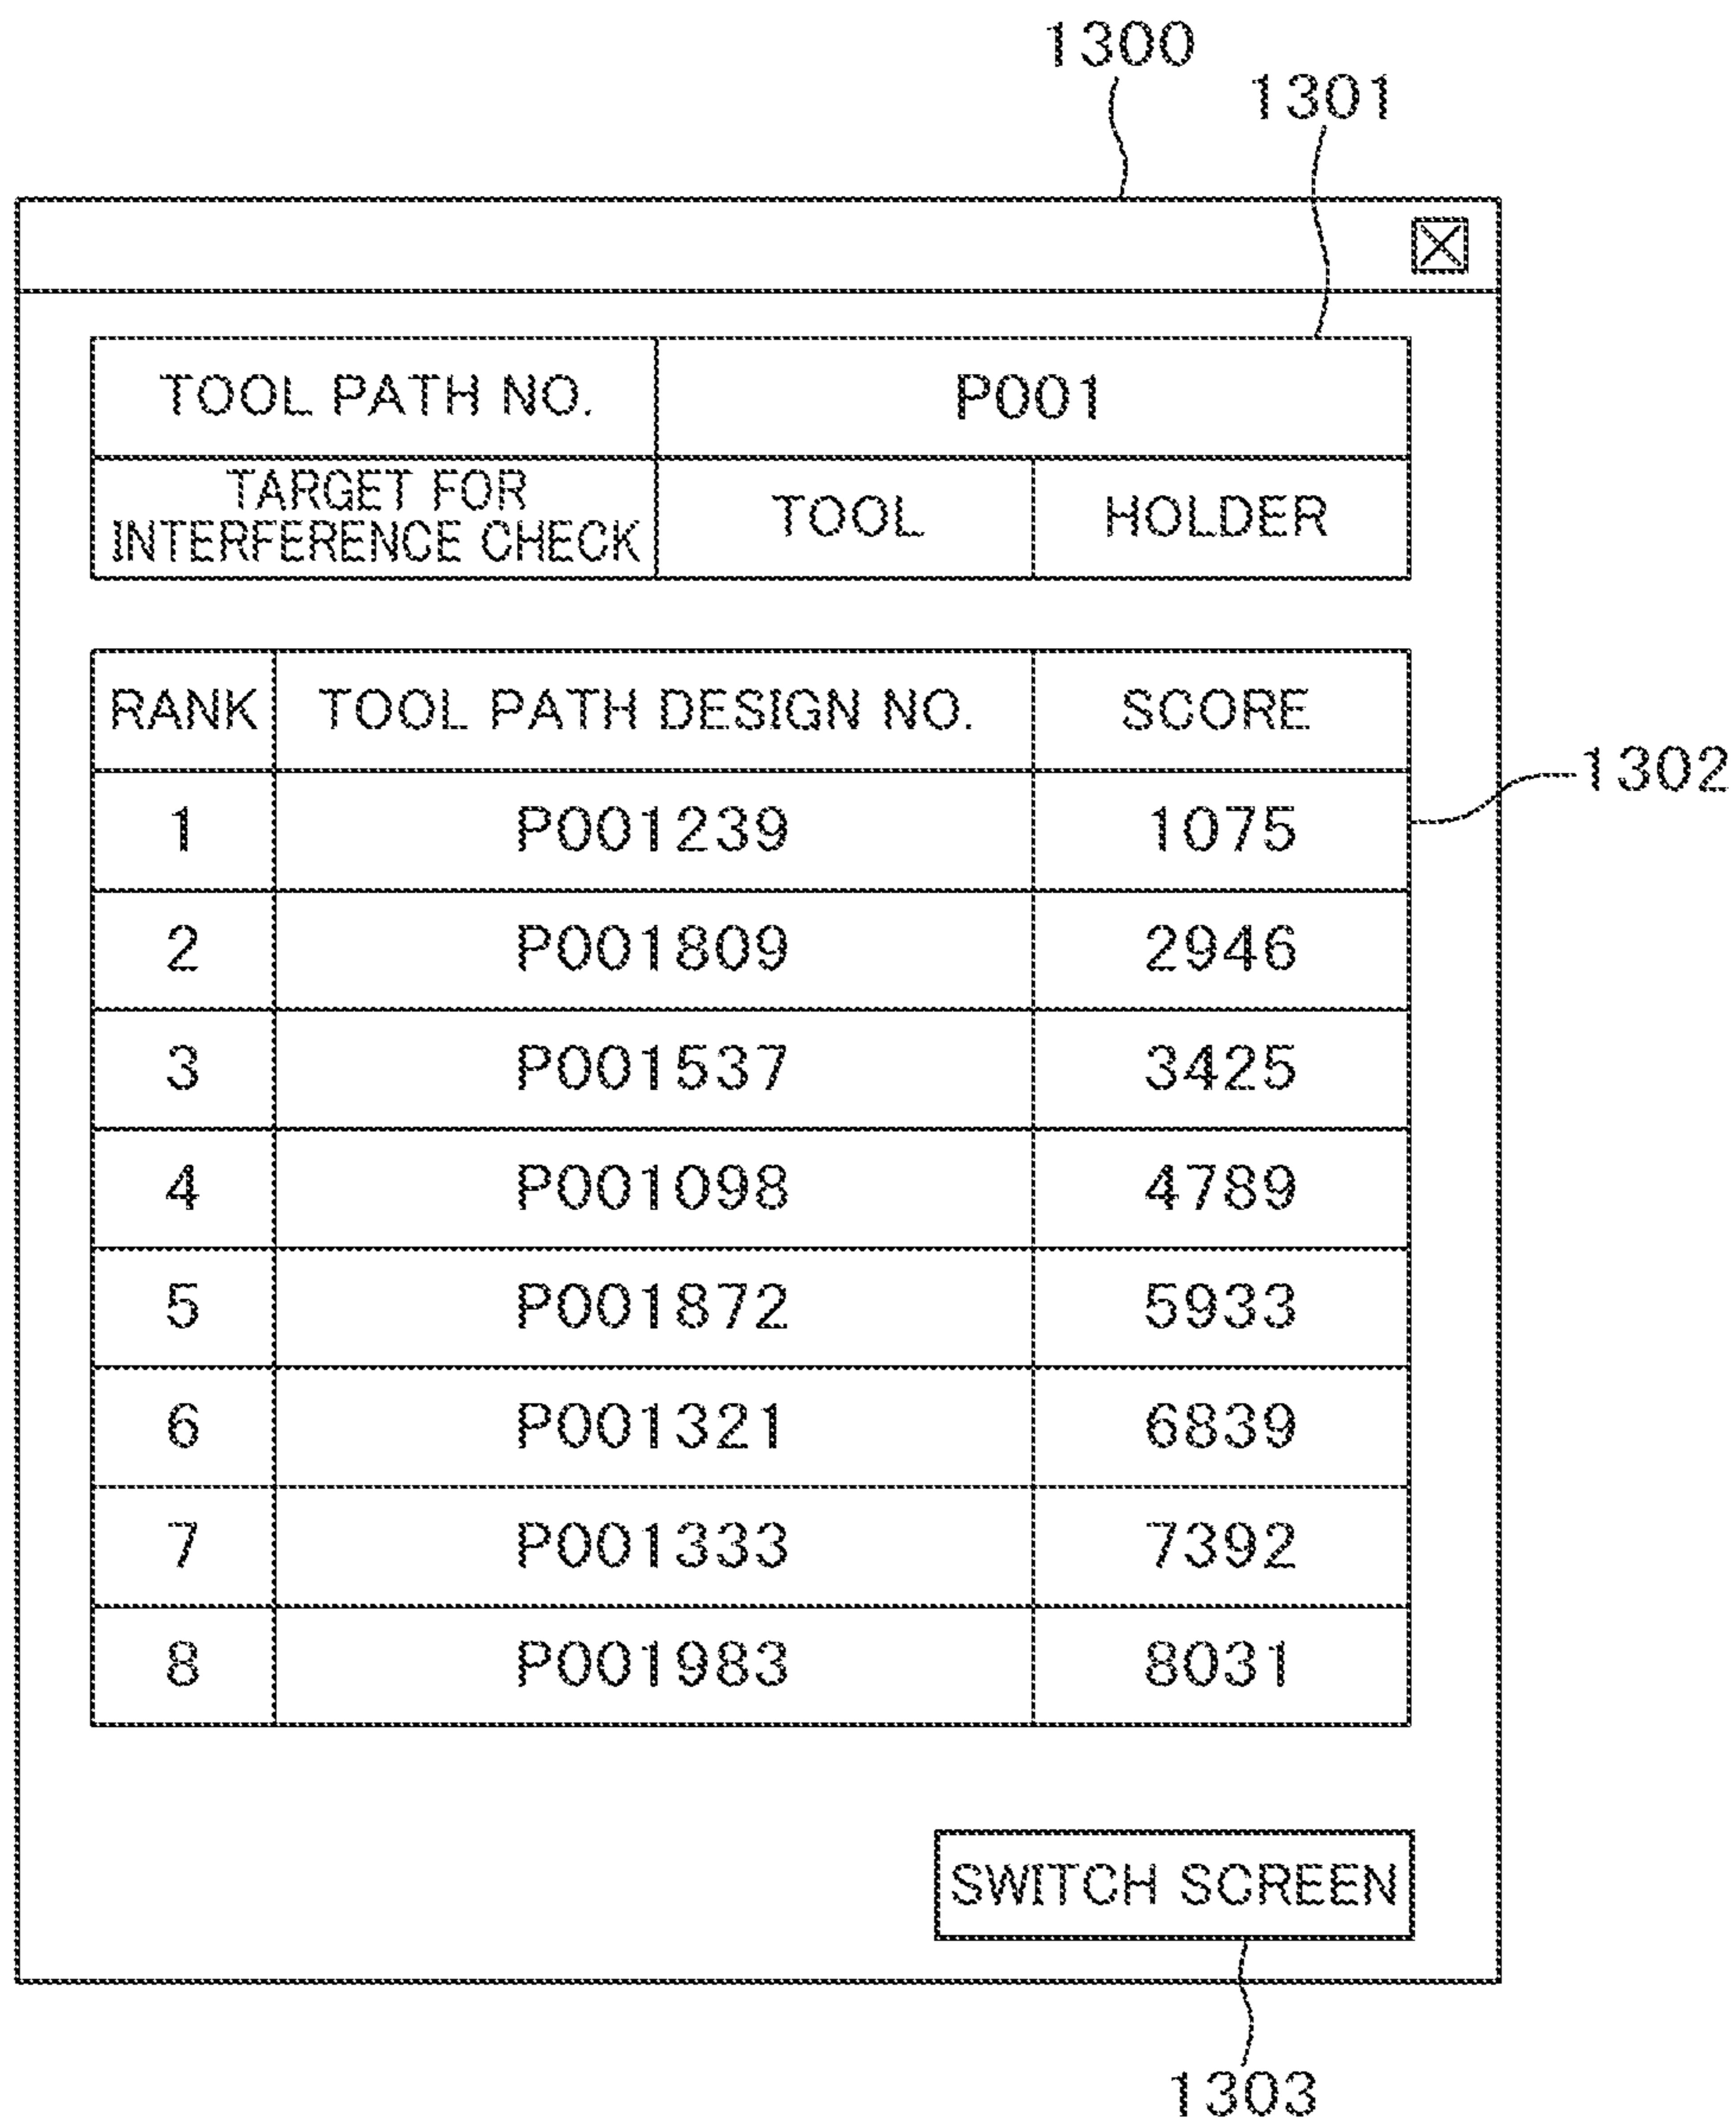 1300
1301
TOOL PATH NO. P001
TARGET FOR
INTERFERENCE CHECK TOOL HOLDER
RANK TOOL PATH DESIGN NO. SCORE
1302
1 P001239 1075
2 P001809 2946
3 P001537 3425
4 P001098 4789
5 P001872 5933
6 P001321 6839
7 P001333 7392
8 P001983 8031
SWITCH SCREEN
1303